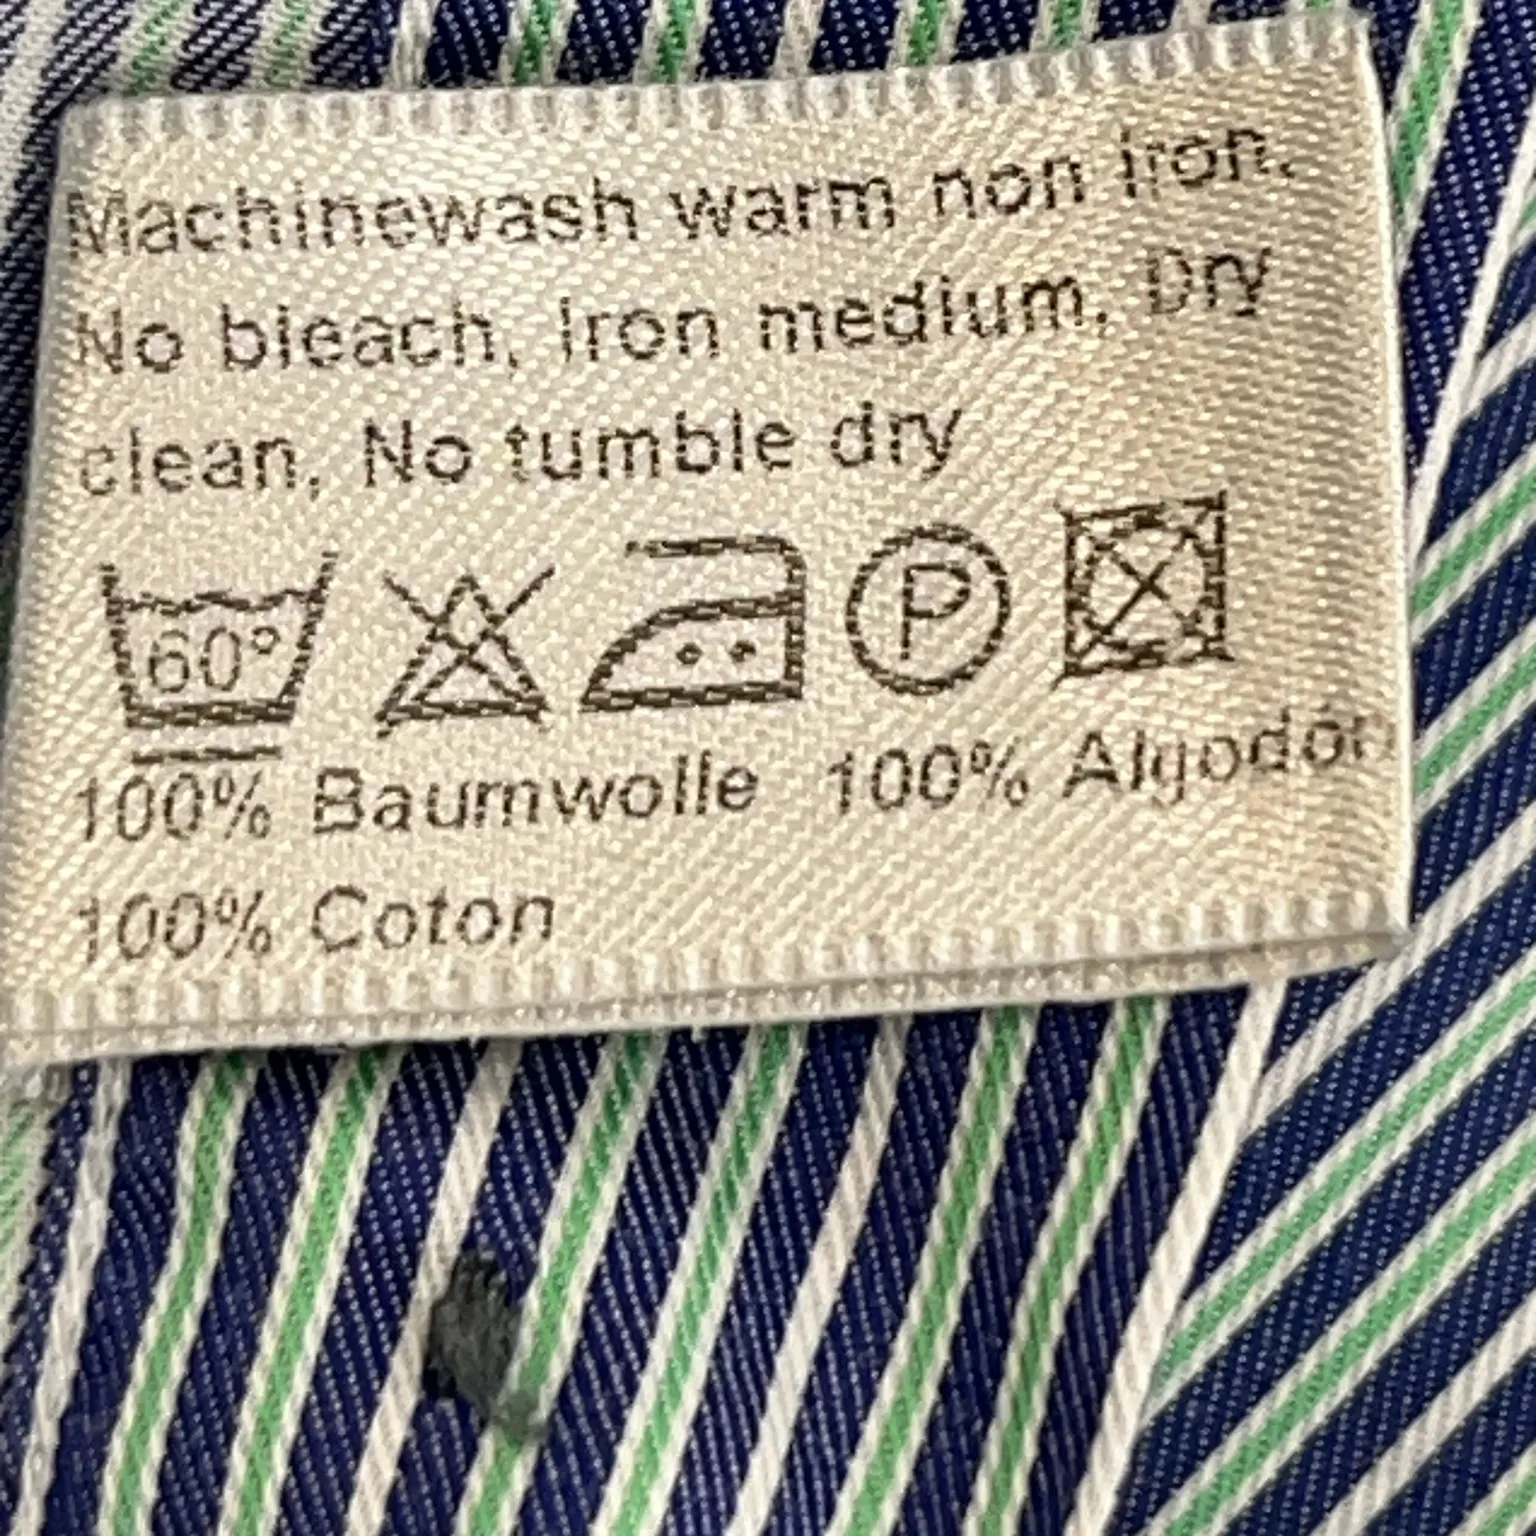 Machinewash warm non iron.
No bleach, Iron medium, Dry
clean, No tumble dry
60°
P
100% Baumwolle 100% Algodón
100% Coton